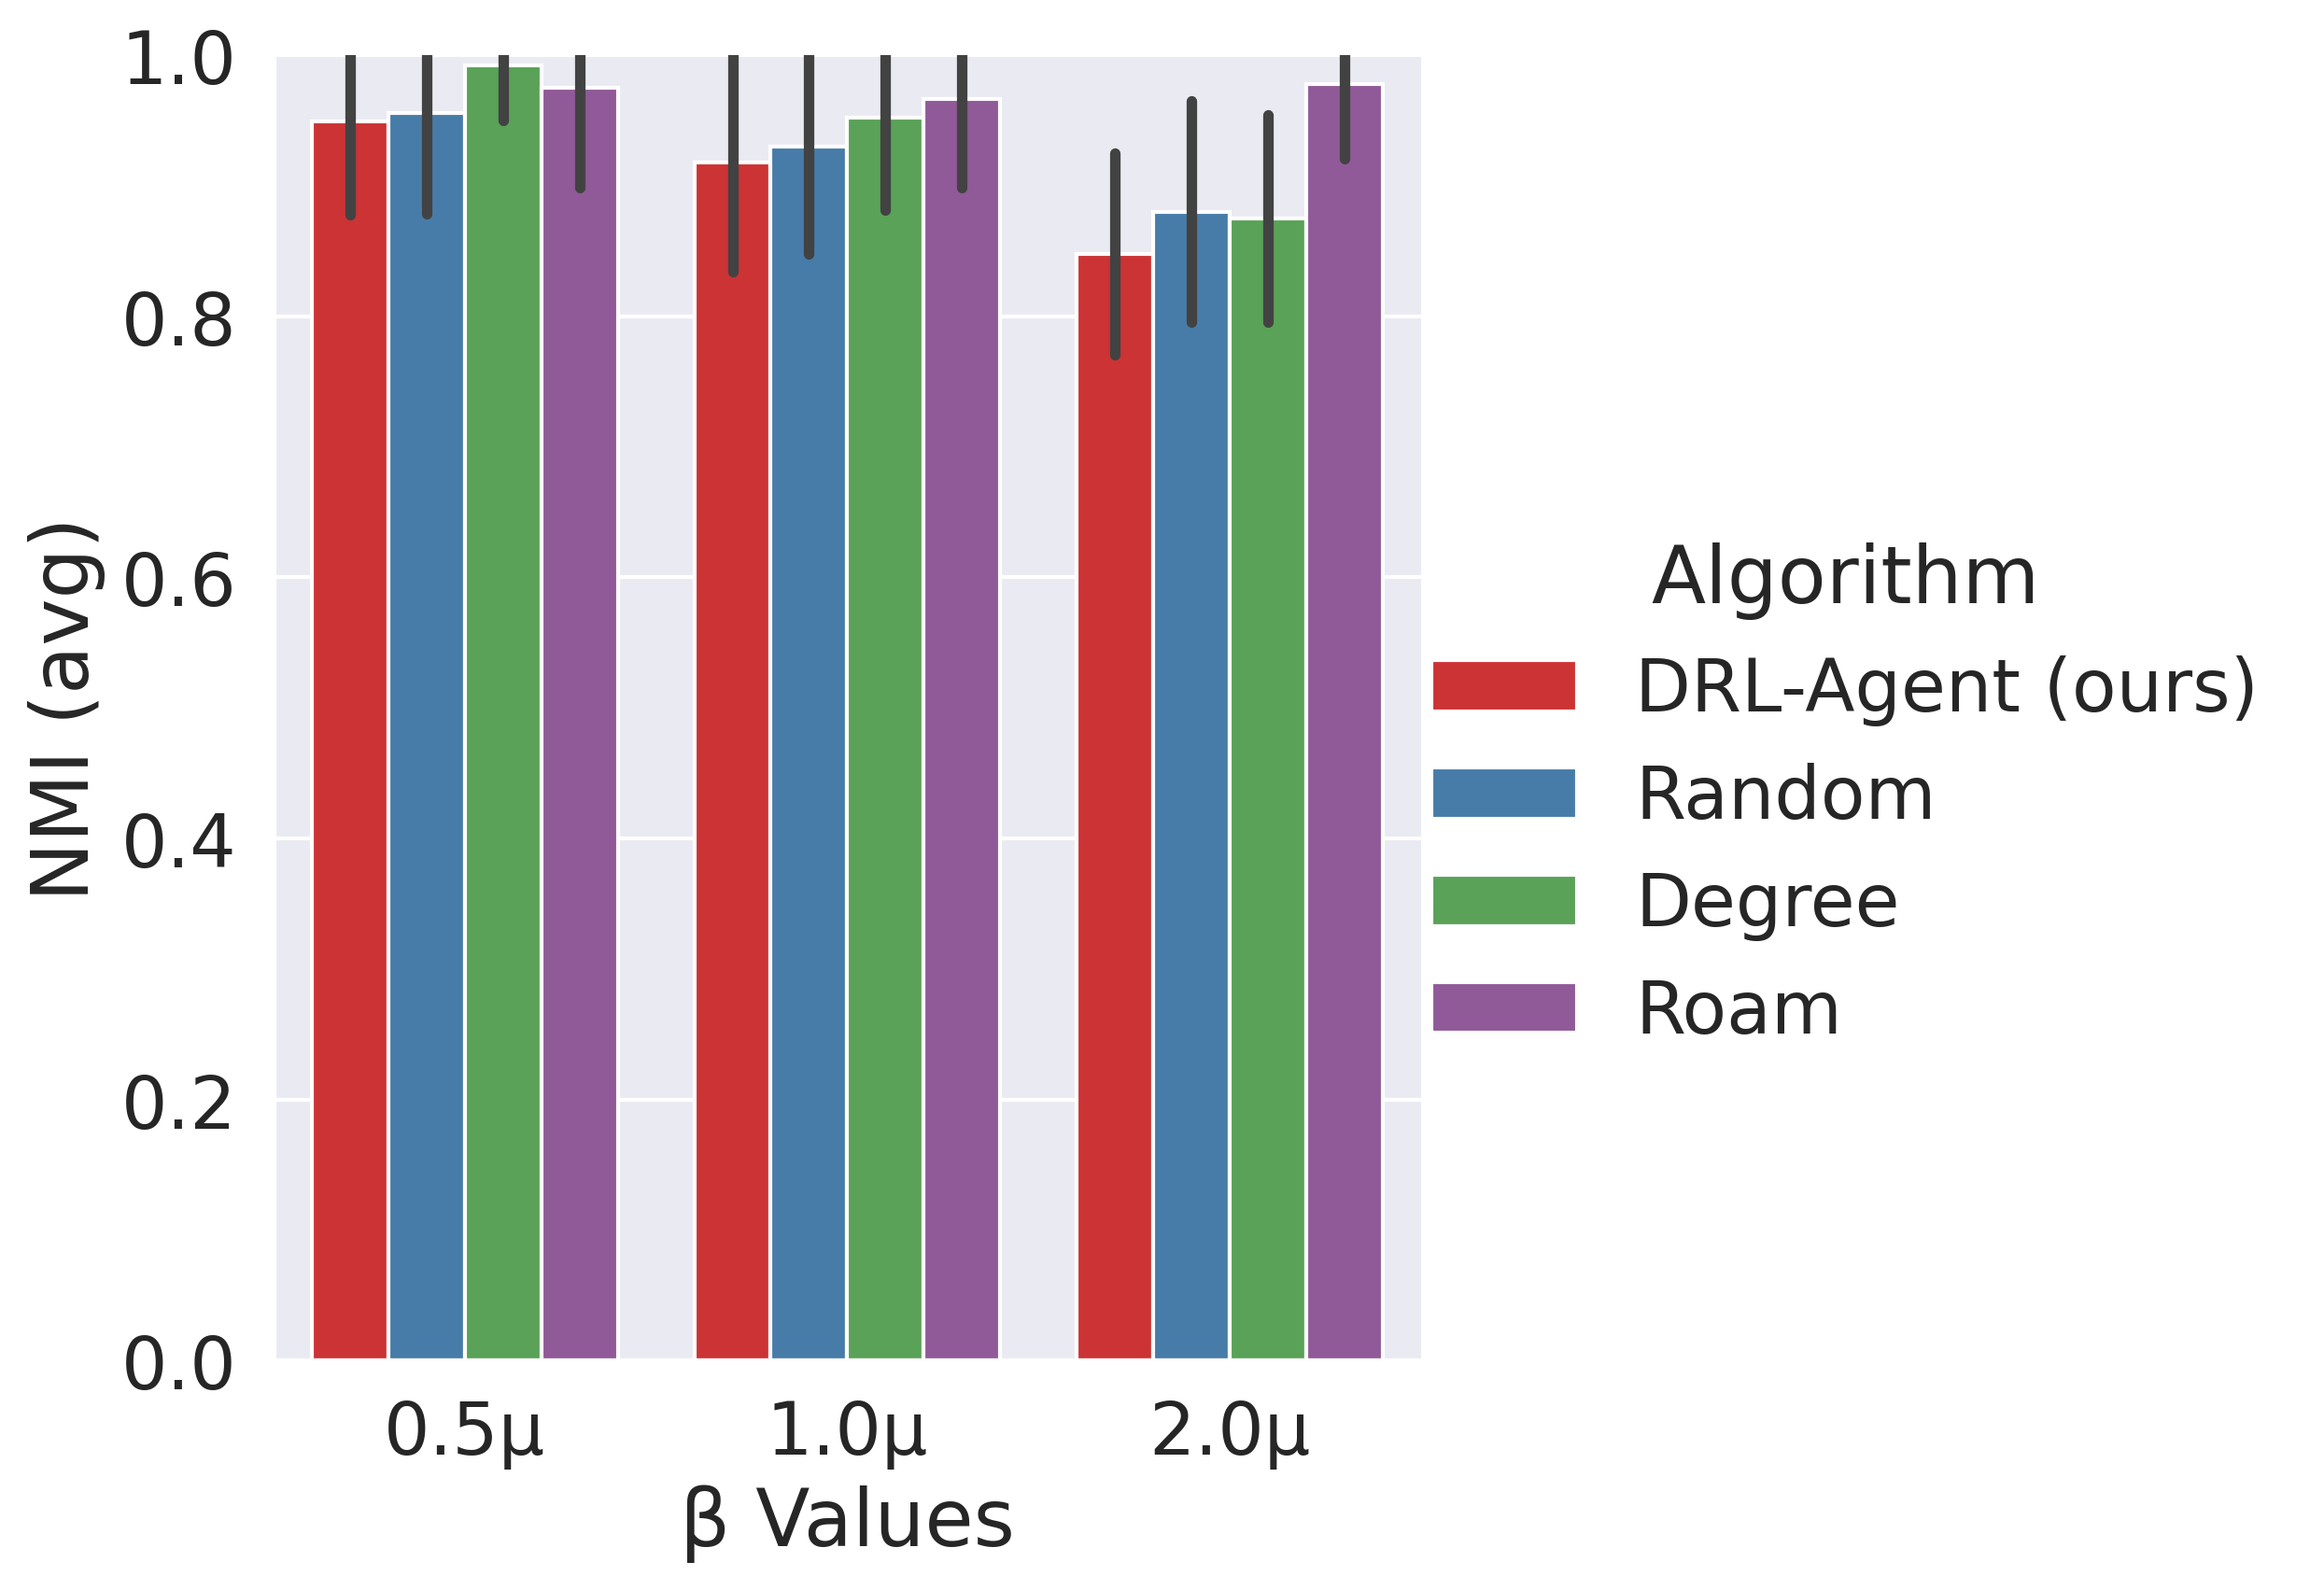 1.0
0.8
0.6
0.4
0.2
0.0
NMI (avg)
0.5μ 1.0μ 2.0μ
β Values
Algorithm
DRL-Agent (ours)
Random
Degree
Roam